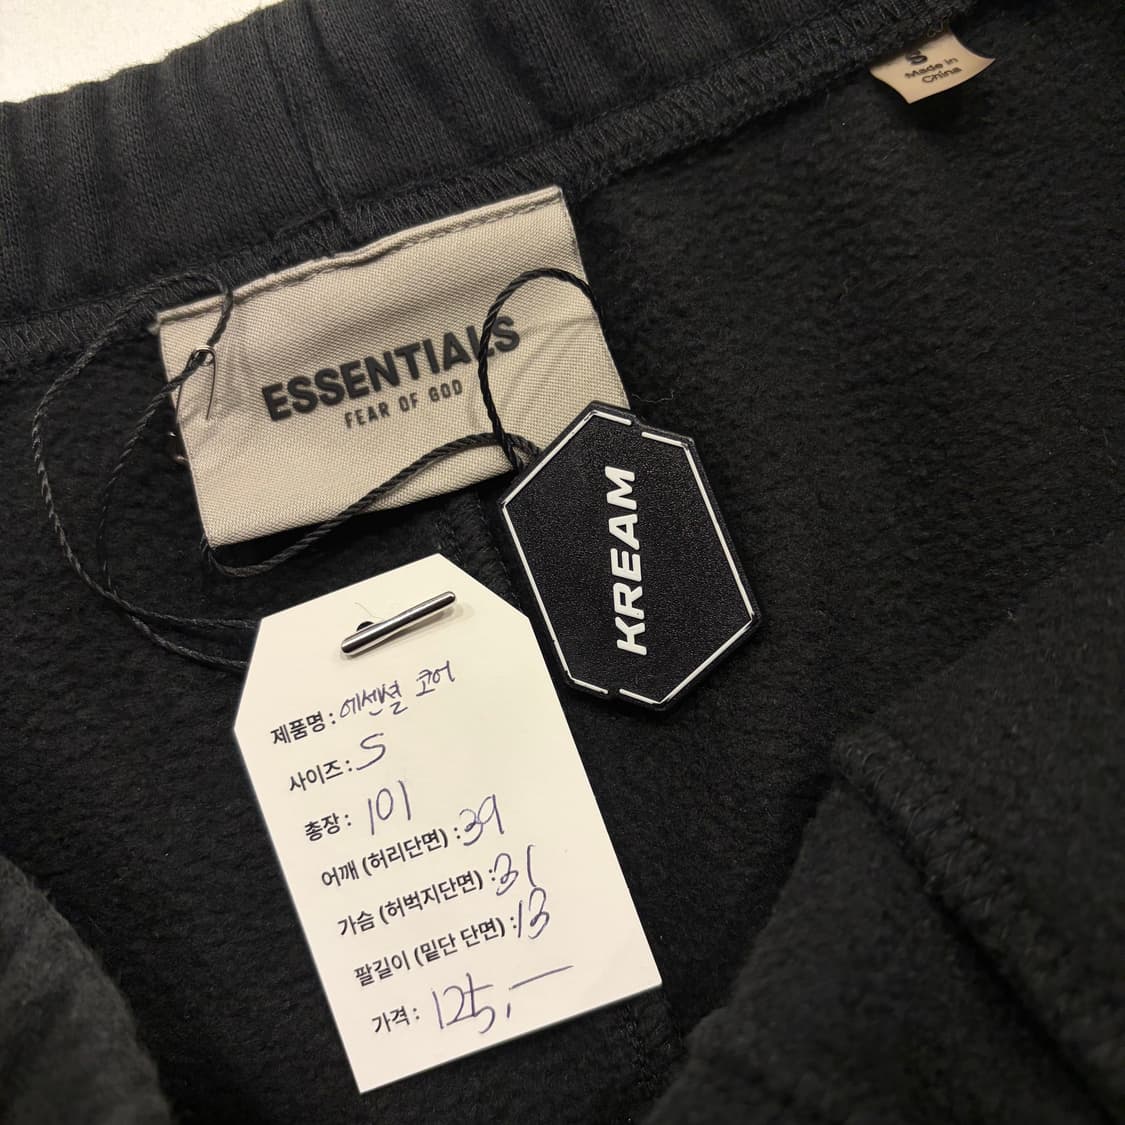 S
Made in
China
ESSENTIALS
FEAR OF GOD
KREAM
제품명 : 에센셜 코어
사이즈 : S
총장 : 101
어깨 (허리단면) : 39
가슴 (허벅지단면) : 31
팔길이 (밑단 단면) : 13
가격 : 125,—